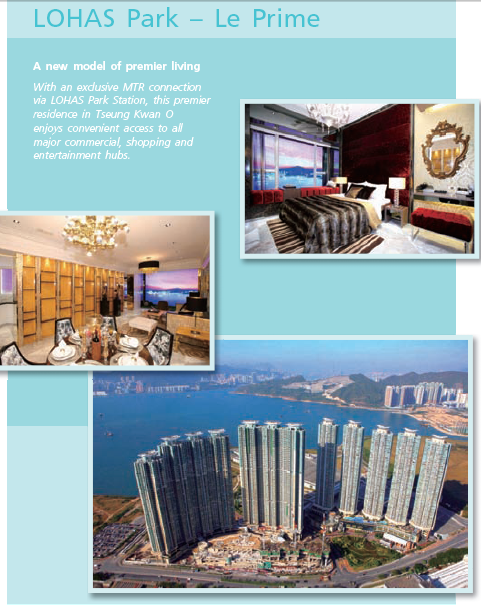 LOHAS Park – Le Prime
A new model of premier living
With an exclusive MTR connection
via LOHAS Park Station, this premier
residence in Tseung Kwan O
enjoys convenient access to all
major commercial, shopping and
entertainment hubs.